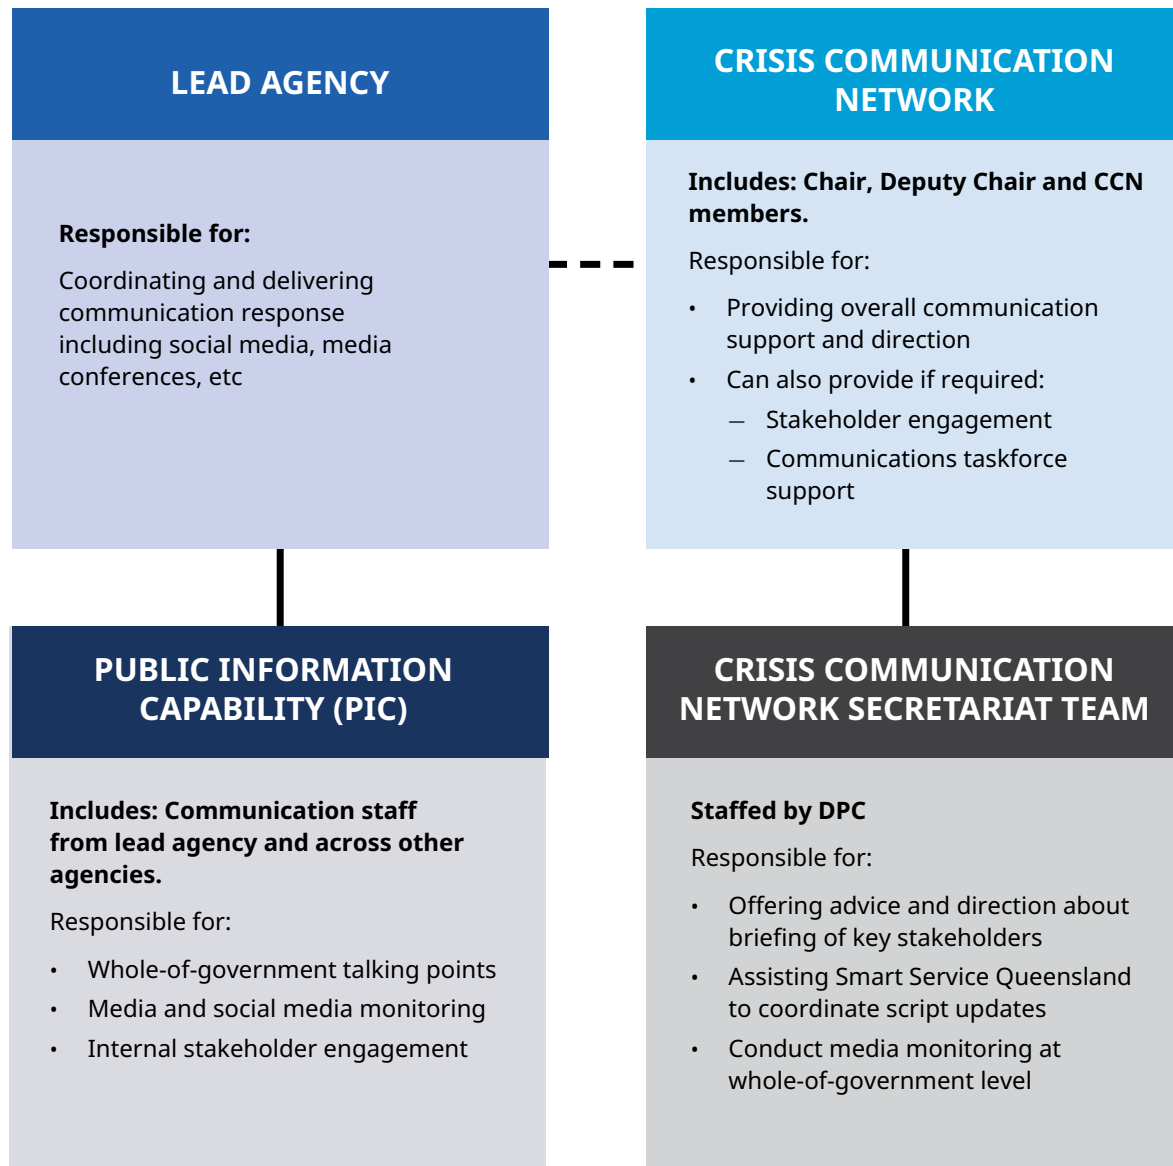 LEAD AGENCY
Responsible for:
Coordinating and delivering
communication response
including social media, media
conferences, etc
CRISIS COMMUNICATION
NETWORK
Includes: Chair, Deputy Chair and CCN
members.
Responsible for:
• Providing overall communication
support and direction
• Can also provide if required:
— Stakeholder engagement
— Communications taskforce
support
PUBLIC INFORMATION
CAPABILITY (PIC)
Includes: Communication staff
from lead agency and across other
agencies.
Responsible for:
• Whole-of-government talking points
• Media and social media monitoring
• Internal stakeholder engagement
CRISIS COMMUNICATION
NETWORK SECRETARIAT TEAM
Staffed by DPC
Responsible for:
• Offering advice and direction about
briefing of key stakeholders
• Assisting Smart Service Queensland
to coordinate script updates
• Conduct media monitoring at
whole-of-government level